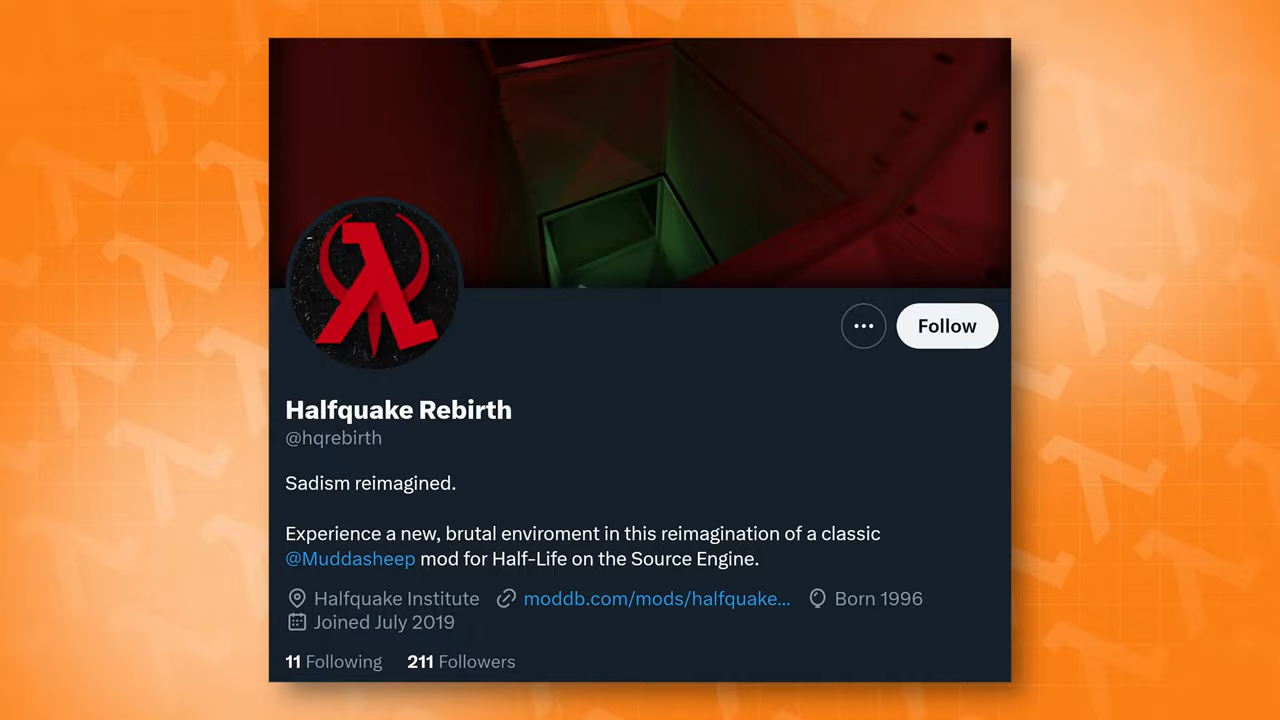 Follow
Halfquake Rebirth
@hqrebirth
Sadism reimagined.
Experience a new, brutal enviroment in this reimagination of a classic
@Muddasheep mod for Half-Life on the Source Engine.
Halfquake Institute moddb.com/mods/halfquake... Born 1996
Joined July 2019
11 Following 211 Followers